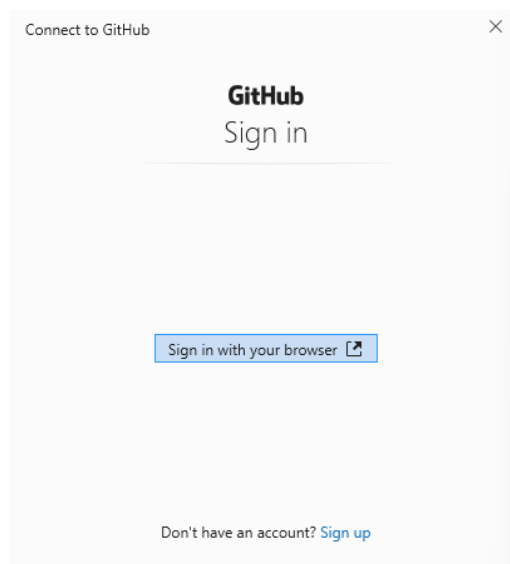 Connect to GitHub
GitHub
Sign in
Sign in with your browser
Don't have an account? Sign up